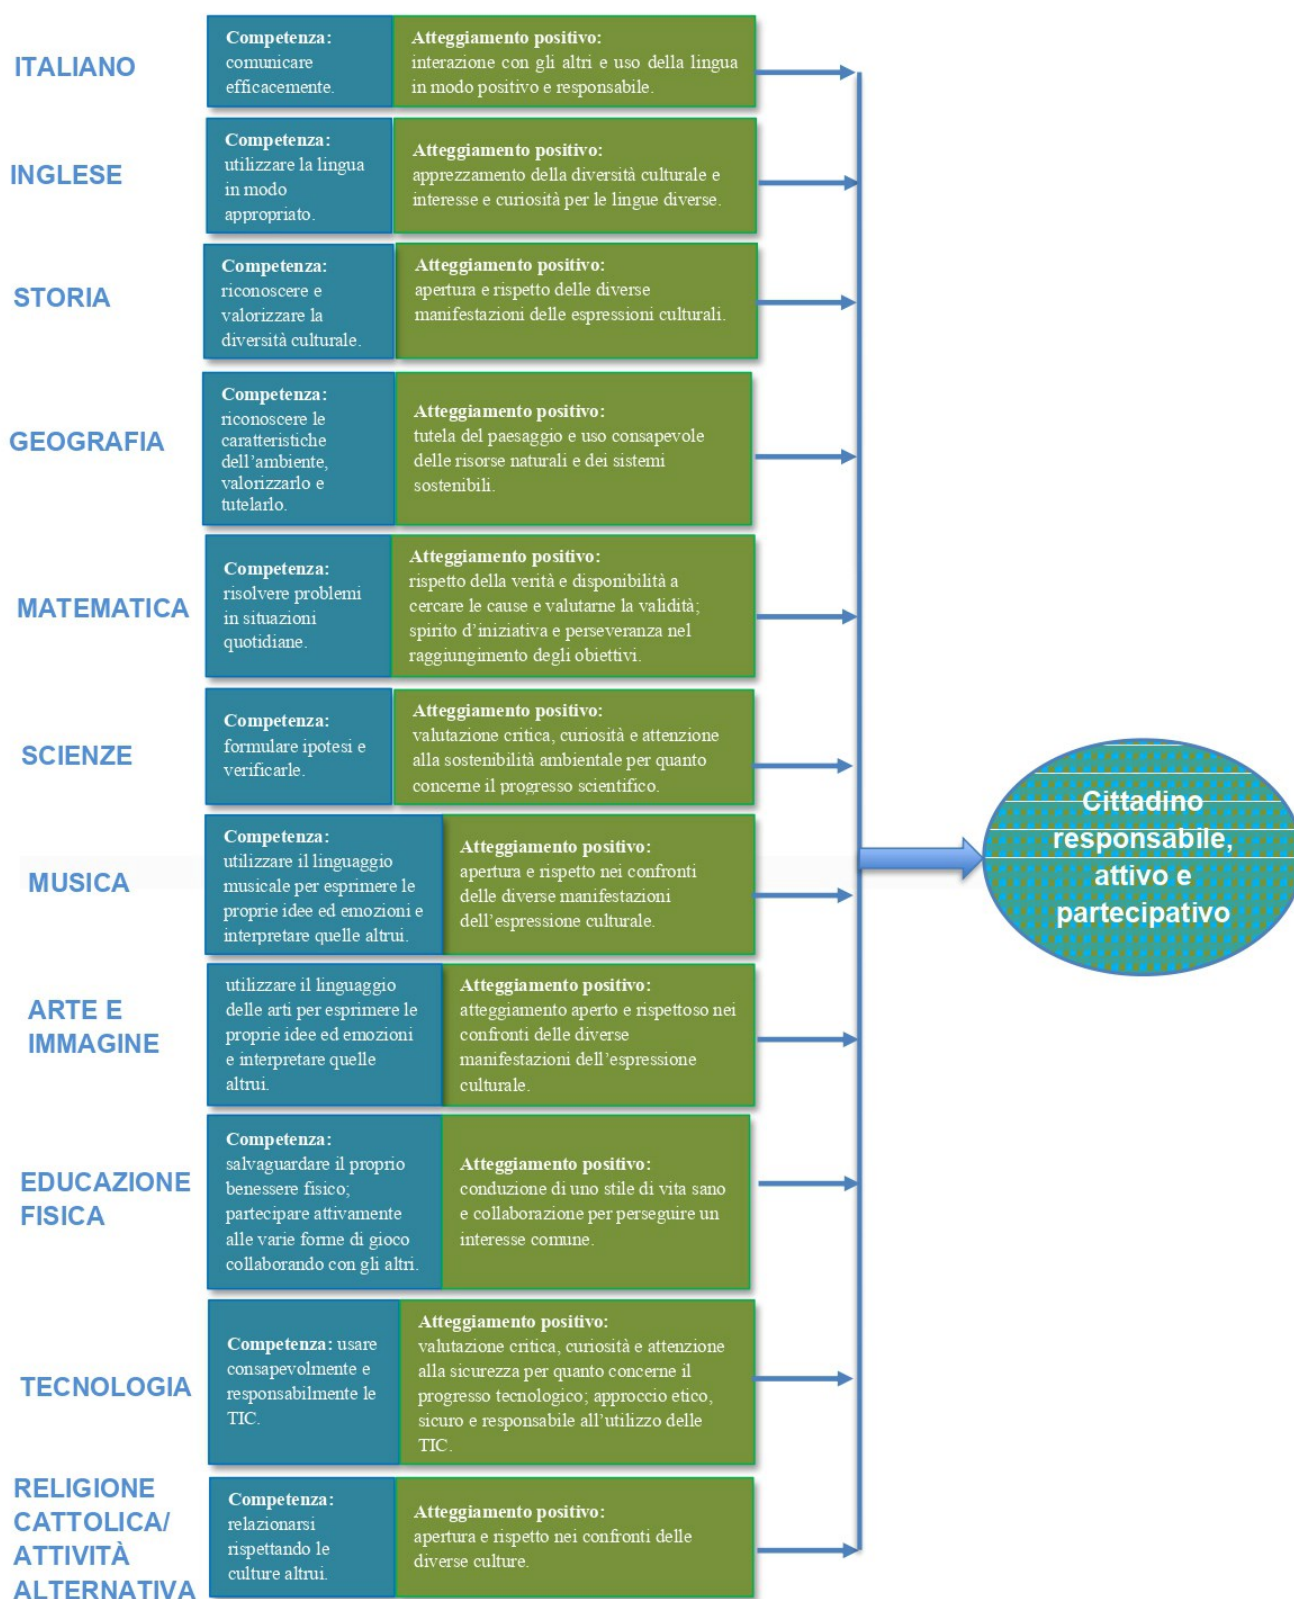 ITALIANO
Competenza:
comunicare
efficacemente.
Atteggiamento positivo:
interazione con gli altri e uso della lingua
in modo positivo e responsabile.
INGLESE
Competenza:
utilizzare la lingua
in modo
appropriato.
Atteggiamento positivo:
apprezzamento della diversità culturale e
interesse e curiosità per le lingue diverse.
STORIA
Competenza:
riconoscere e
valorizzare la
diversità culturale.
Atteggiamento positivo:
apertura e rispetto delle diverse
manifestazioni delle espressioni culturali.
GEOGRAFIA
Competenza:
riconoscere le
caratteristiche
dell’ambiente,
valorizzarlo e
tutelarlo.
Atteggiamento positivo:
tutela del paesaggio e uso consapevole
delle risorse naturali e dei sistemi
sostenibili.
MATEMATICA
Competenza:
risolvere problemi
in situazioni
quotidiane.
Atteggiamento positivo:
rispetto della verità e disponibilità a
cercare le cause e valutarne la validità;
spirito d’iniziativa e perseveranza nel
raggiungimento degli obiettivi.
SCIENZE
Competenza:
formulare ipotesi e
verificarle.
Atteggiamento positivo:
valutazione critica, curiosità e attenzione
alla sostenibilità ambientale per quanto
concerne il progresso scientifico.
MUSICA
Competenza:
utilizzare il linguaggio
musicale per esprimere le
proprie idee ed emozioni e
interpretare quelle altrui.
Atteggiamento positivo:
apertura e rispetto nei confronti
delle diverse manifestazioni
dell’espressione culturale.
ARTE E
IMMAGINE
utilizzare il linguaggio
delle arti per esprimere le
proprie idee ed emozioni
e interpretare quelle
altrui.
Atteggiamento positivo:
atteggiamento aperto e rispettoso nei
confronti delle diverse
manifestazioni dell’espressione
culturale.
EDUCAZIONE
FISICA
Competenza:
salvaguardare il proprio
benessere fisico;
partecipare attivamente
alle varie forme di gioco
collaborando con gli altri.
Atteggiamento positivo:
conduzione di uno stile di vita sano
e collaborazione per perseguire un
interesse comune.
TECNOLOGIA
Competenza: usare
consapevolmente e
responsabilmente le
TIC.
Atteggiamento positivo:
valutazione critica, curiosità e attenzione
alla sicurezza per quanto concerne il
progresso tecnologico; approccio etico,
sicuro e responsabile all’utilizzo delle
TIC.
RELIGIONE
CATTOLICA/
ATTIVITÀ
ALTERNATIVA
Competenza:
relazionarsi
rispettando le
culture altrui.
Atteggiamento positivo:
apertura e rispetto nei confronti delle
diverse culture.
Cittadino
responsabile,
attivo e
partecipativo